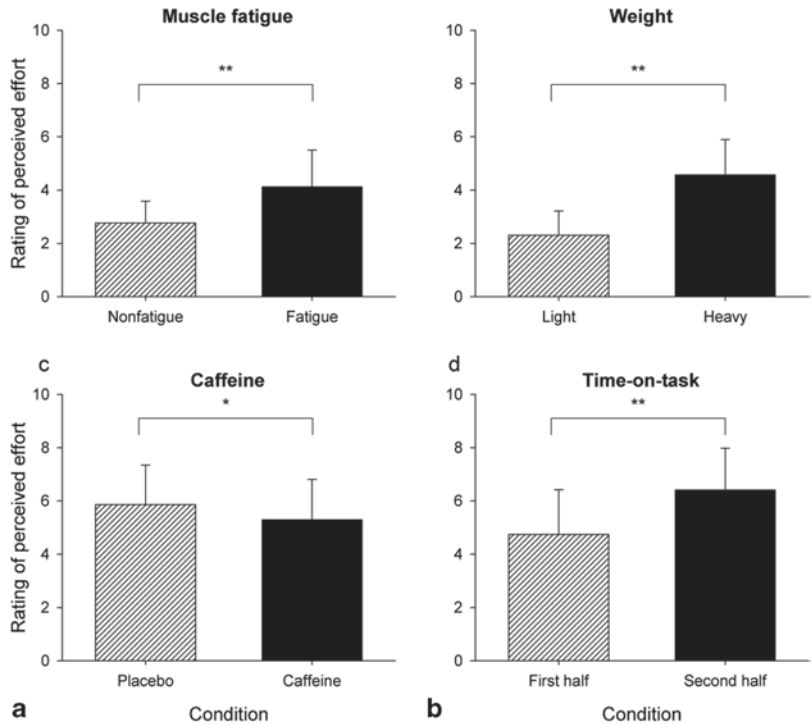 Muscle fatigue
10
8
6
4
2
0
Rating of perceived effort
**
Nonfatigue
Fatigue
Weight
10
8
6
4
2
0
**
Light
Heavy
c
Caffeine
10
8
6
4
2
0
Rating of perceived effort
*
Placebo
Caffeine
a
Condition
d
Time-on-task
10
8
6
4
2
0
**
First half
Second half
b
Condition